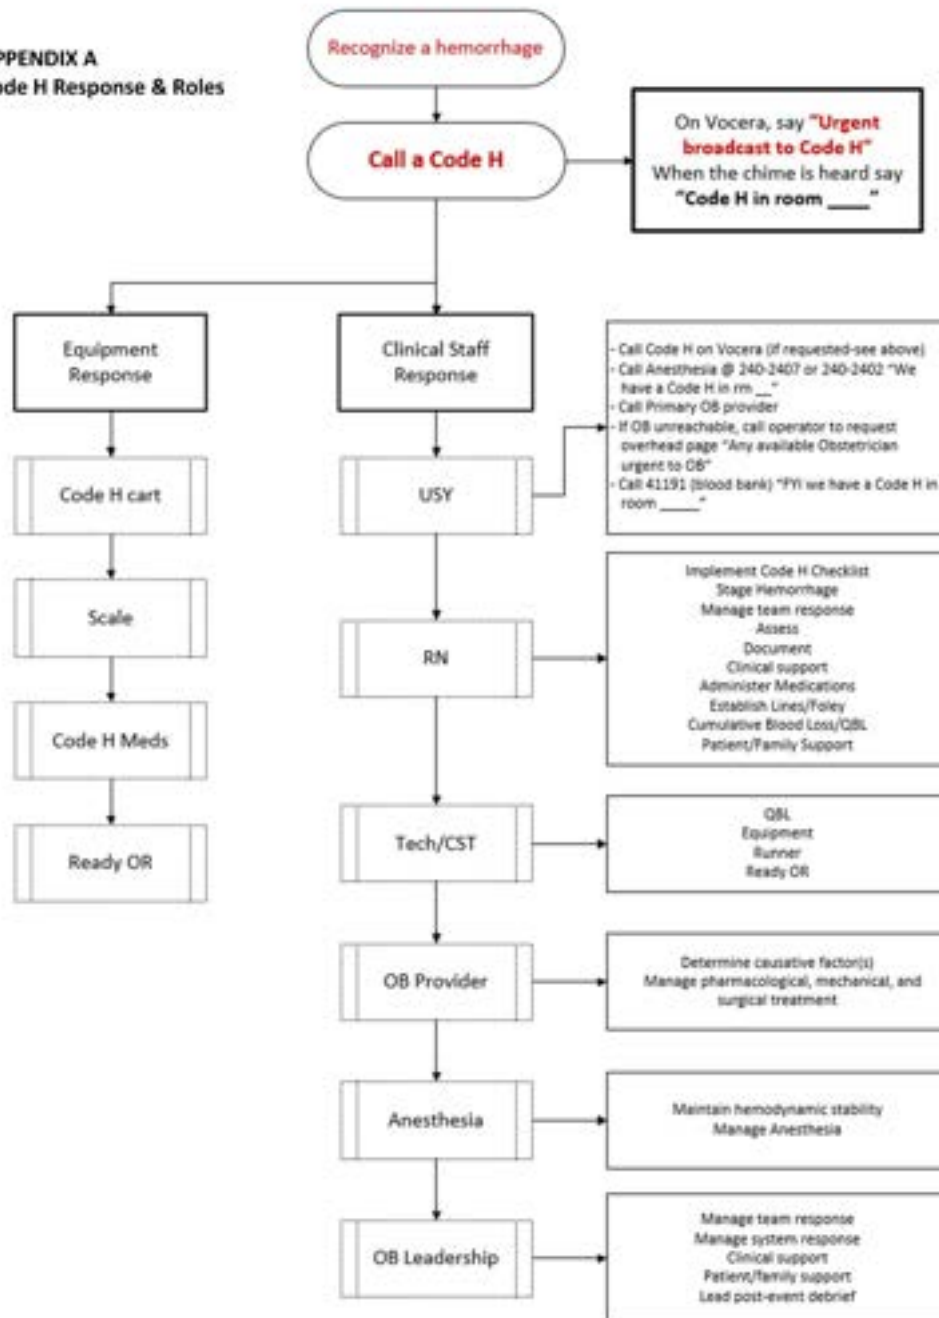 PPENDIX A
ode H Response & Roles
Recognize a hemorrhage
Call a Code H
On Vocera, say "Urgent
broadcast to Code H"
When the chime is heard say
"Code H in room ____"
Equipment
Response
Code H cart
Scale
Code H Meds
Ready OR
Clinical Staff
Response
USY
- Call Code H on Vocera (if requested-see above)
- Call Anesthesia @ 240-2407 or 240-2402 "We
have a Code H in rm __"
- Call Primary OB provider
- If OB unreachable, call operator to request
overhead page "Any available Obstetrician
urgent to OB"
- Call 41191 (blood bank) "FYI we have a Code H in
room _____"
RN
Implement Code H Checklist
Stage Hemorrhage
Manage team response
Assess
Document
Clinical support
Administer Medications
Establish Lines/Foley
Cumulative Blood Loss/QBL
Patient/Family Support
Tech/CST
QBL
Equipment
Runner
Ready OR
OB Provider
Determine causative factor(s)
Manage pharmacological, mechanical, and
surgical treatment
Anesthesia
Maintain hemodynamic stability
Manage Anesthesia
OB Leadership
Manage team response
Manage system response
Clinical support
Patient/family support
Lead post-event debrief